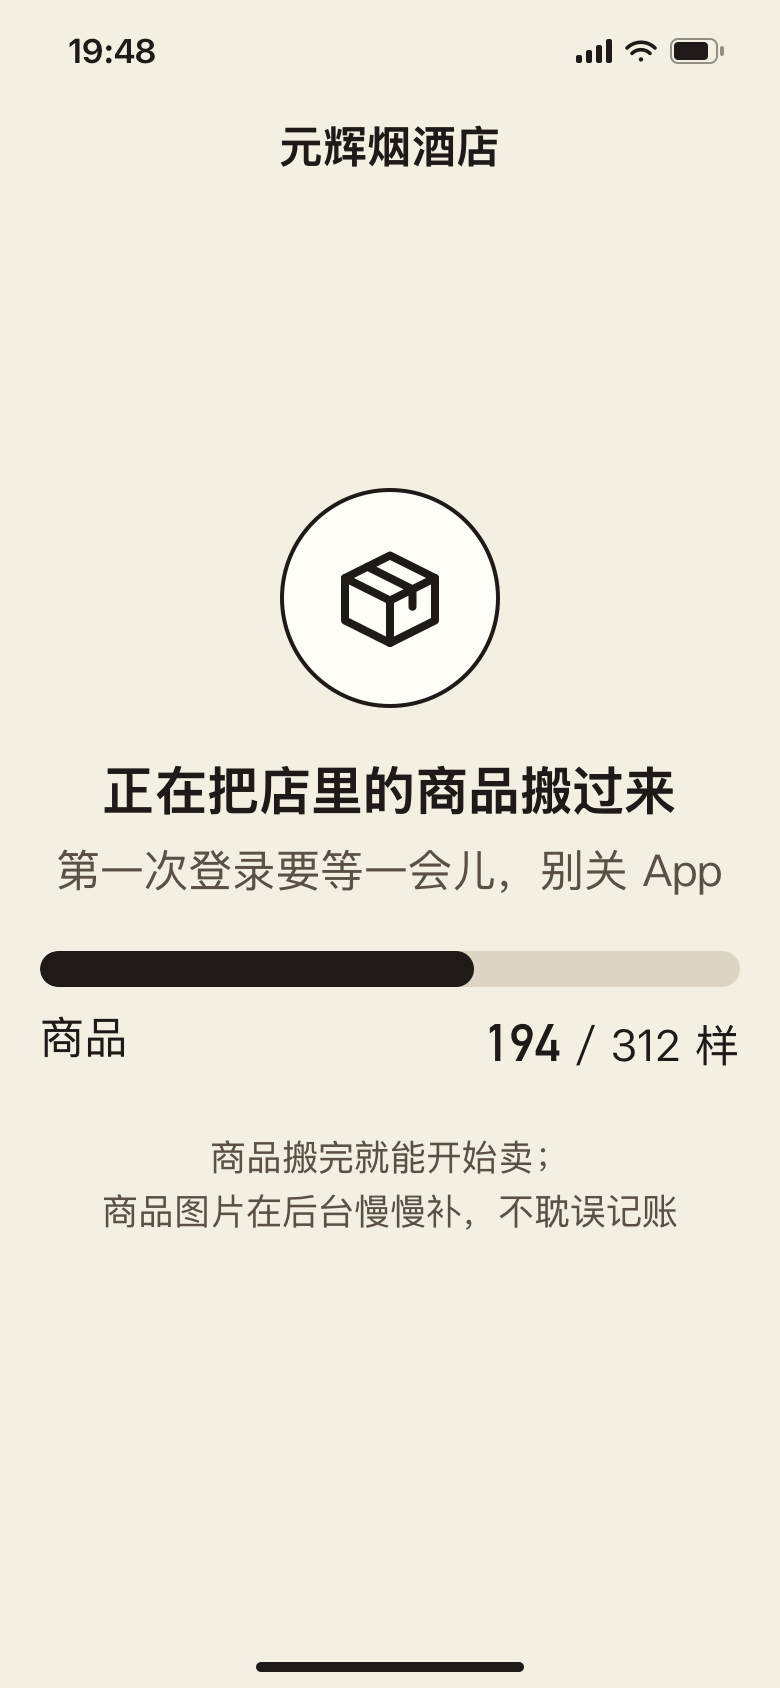 19:48
元辉烟酒店
正在把店里的商品搬过来
第一次登录要等一会儿，别关 App
商品 194 / 312 样
商品搬完就能开始卖；
商品图片在后台慢慢补，不耽误记账